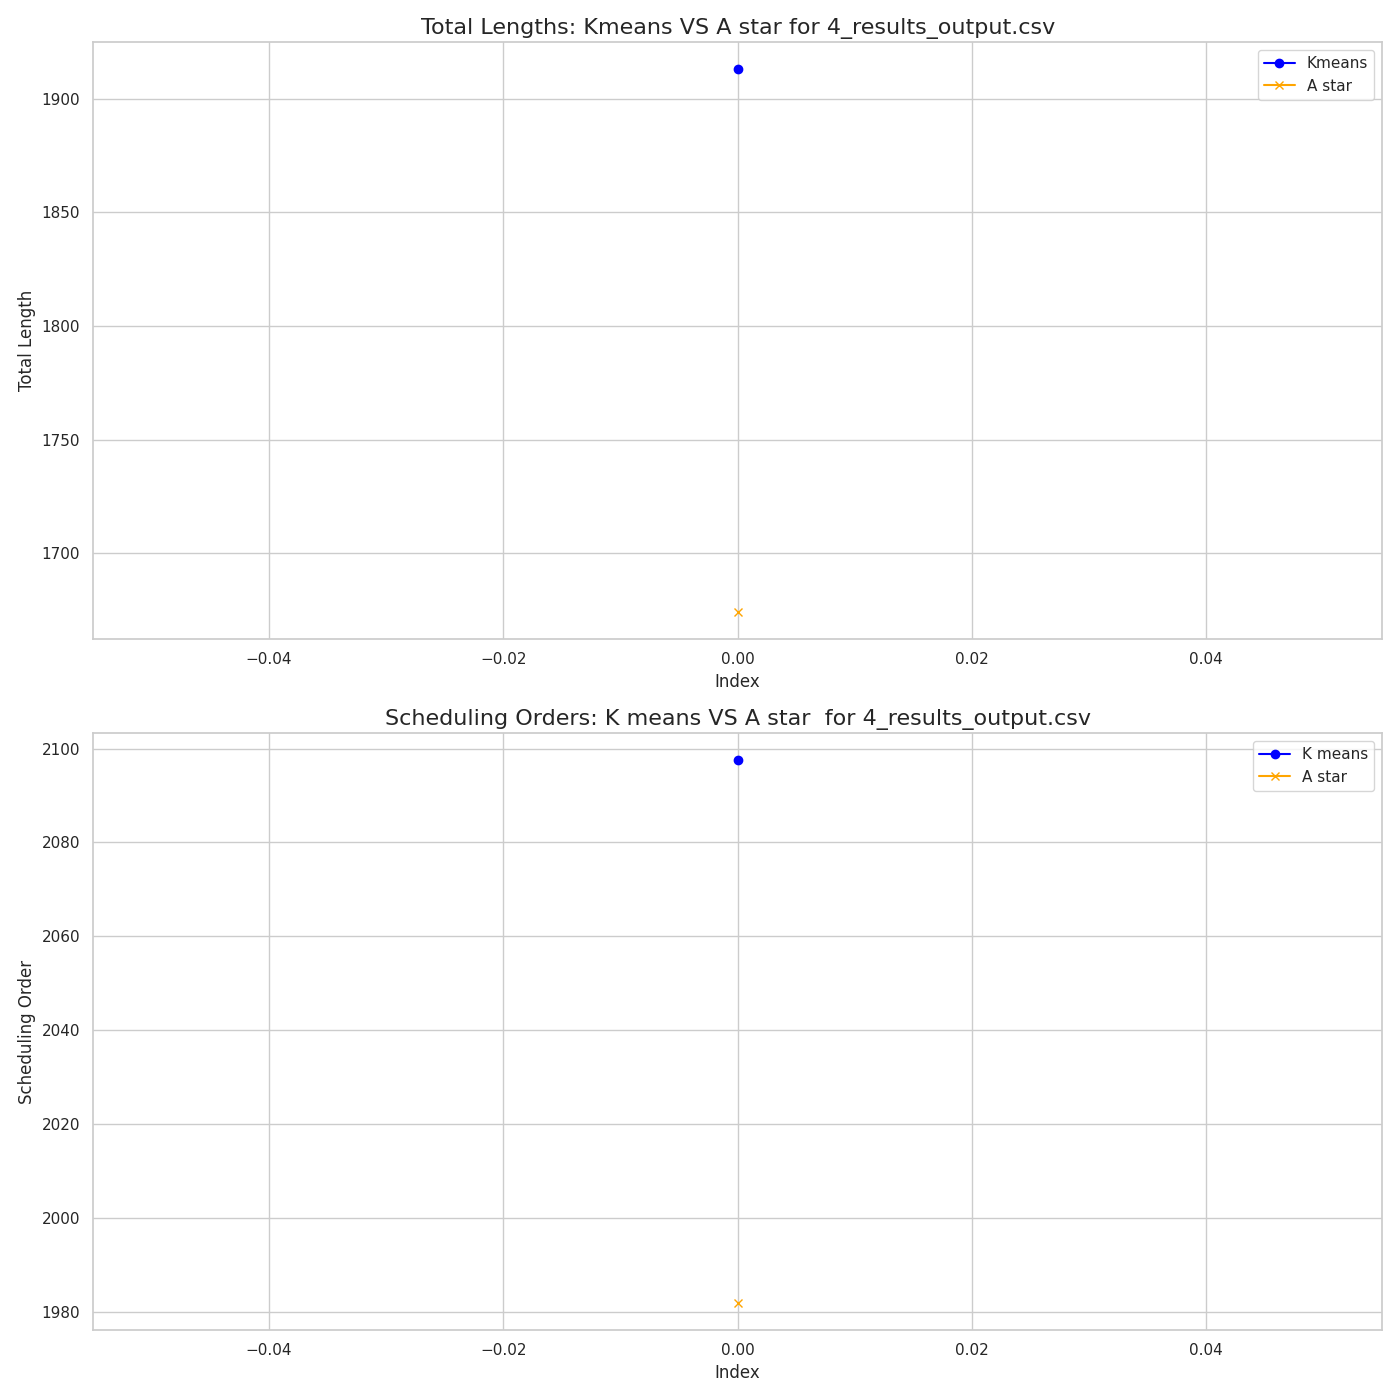 Total Lengths: Kmeans VS A star for 4_results_output.csv
Kmeans
A star
1900
1850
1800
1750
1700
Total Length
−0.04
−0.02
0.00
0.02
0.04
Index
Scheduling Orders: K means VS A star  for 4_results_output.csv
K means
A star
2100
2080
2060
2040
2020
2000
1980
Scheduling Order
−0.04
−0.02
0.00
0.02
0.04
Index